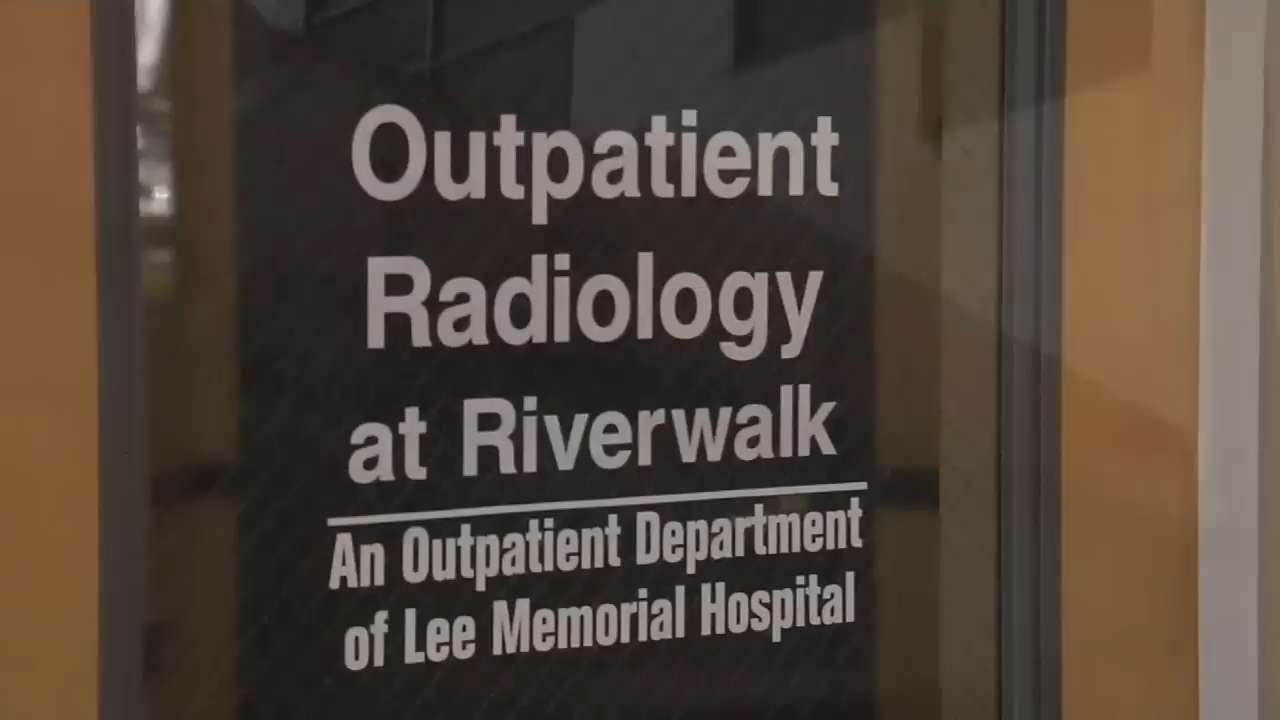 Outpatient
Radiology
at Riverwalk
An Outpatient Department
of Lee Memorial Hospital